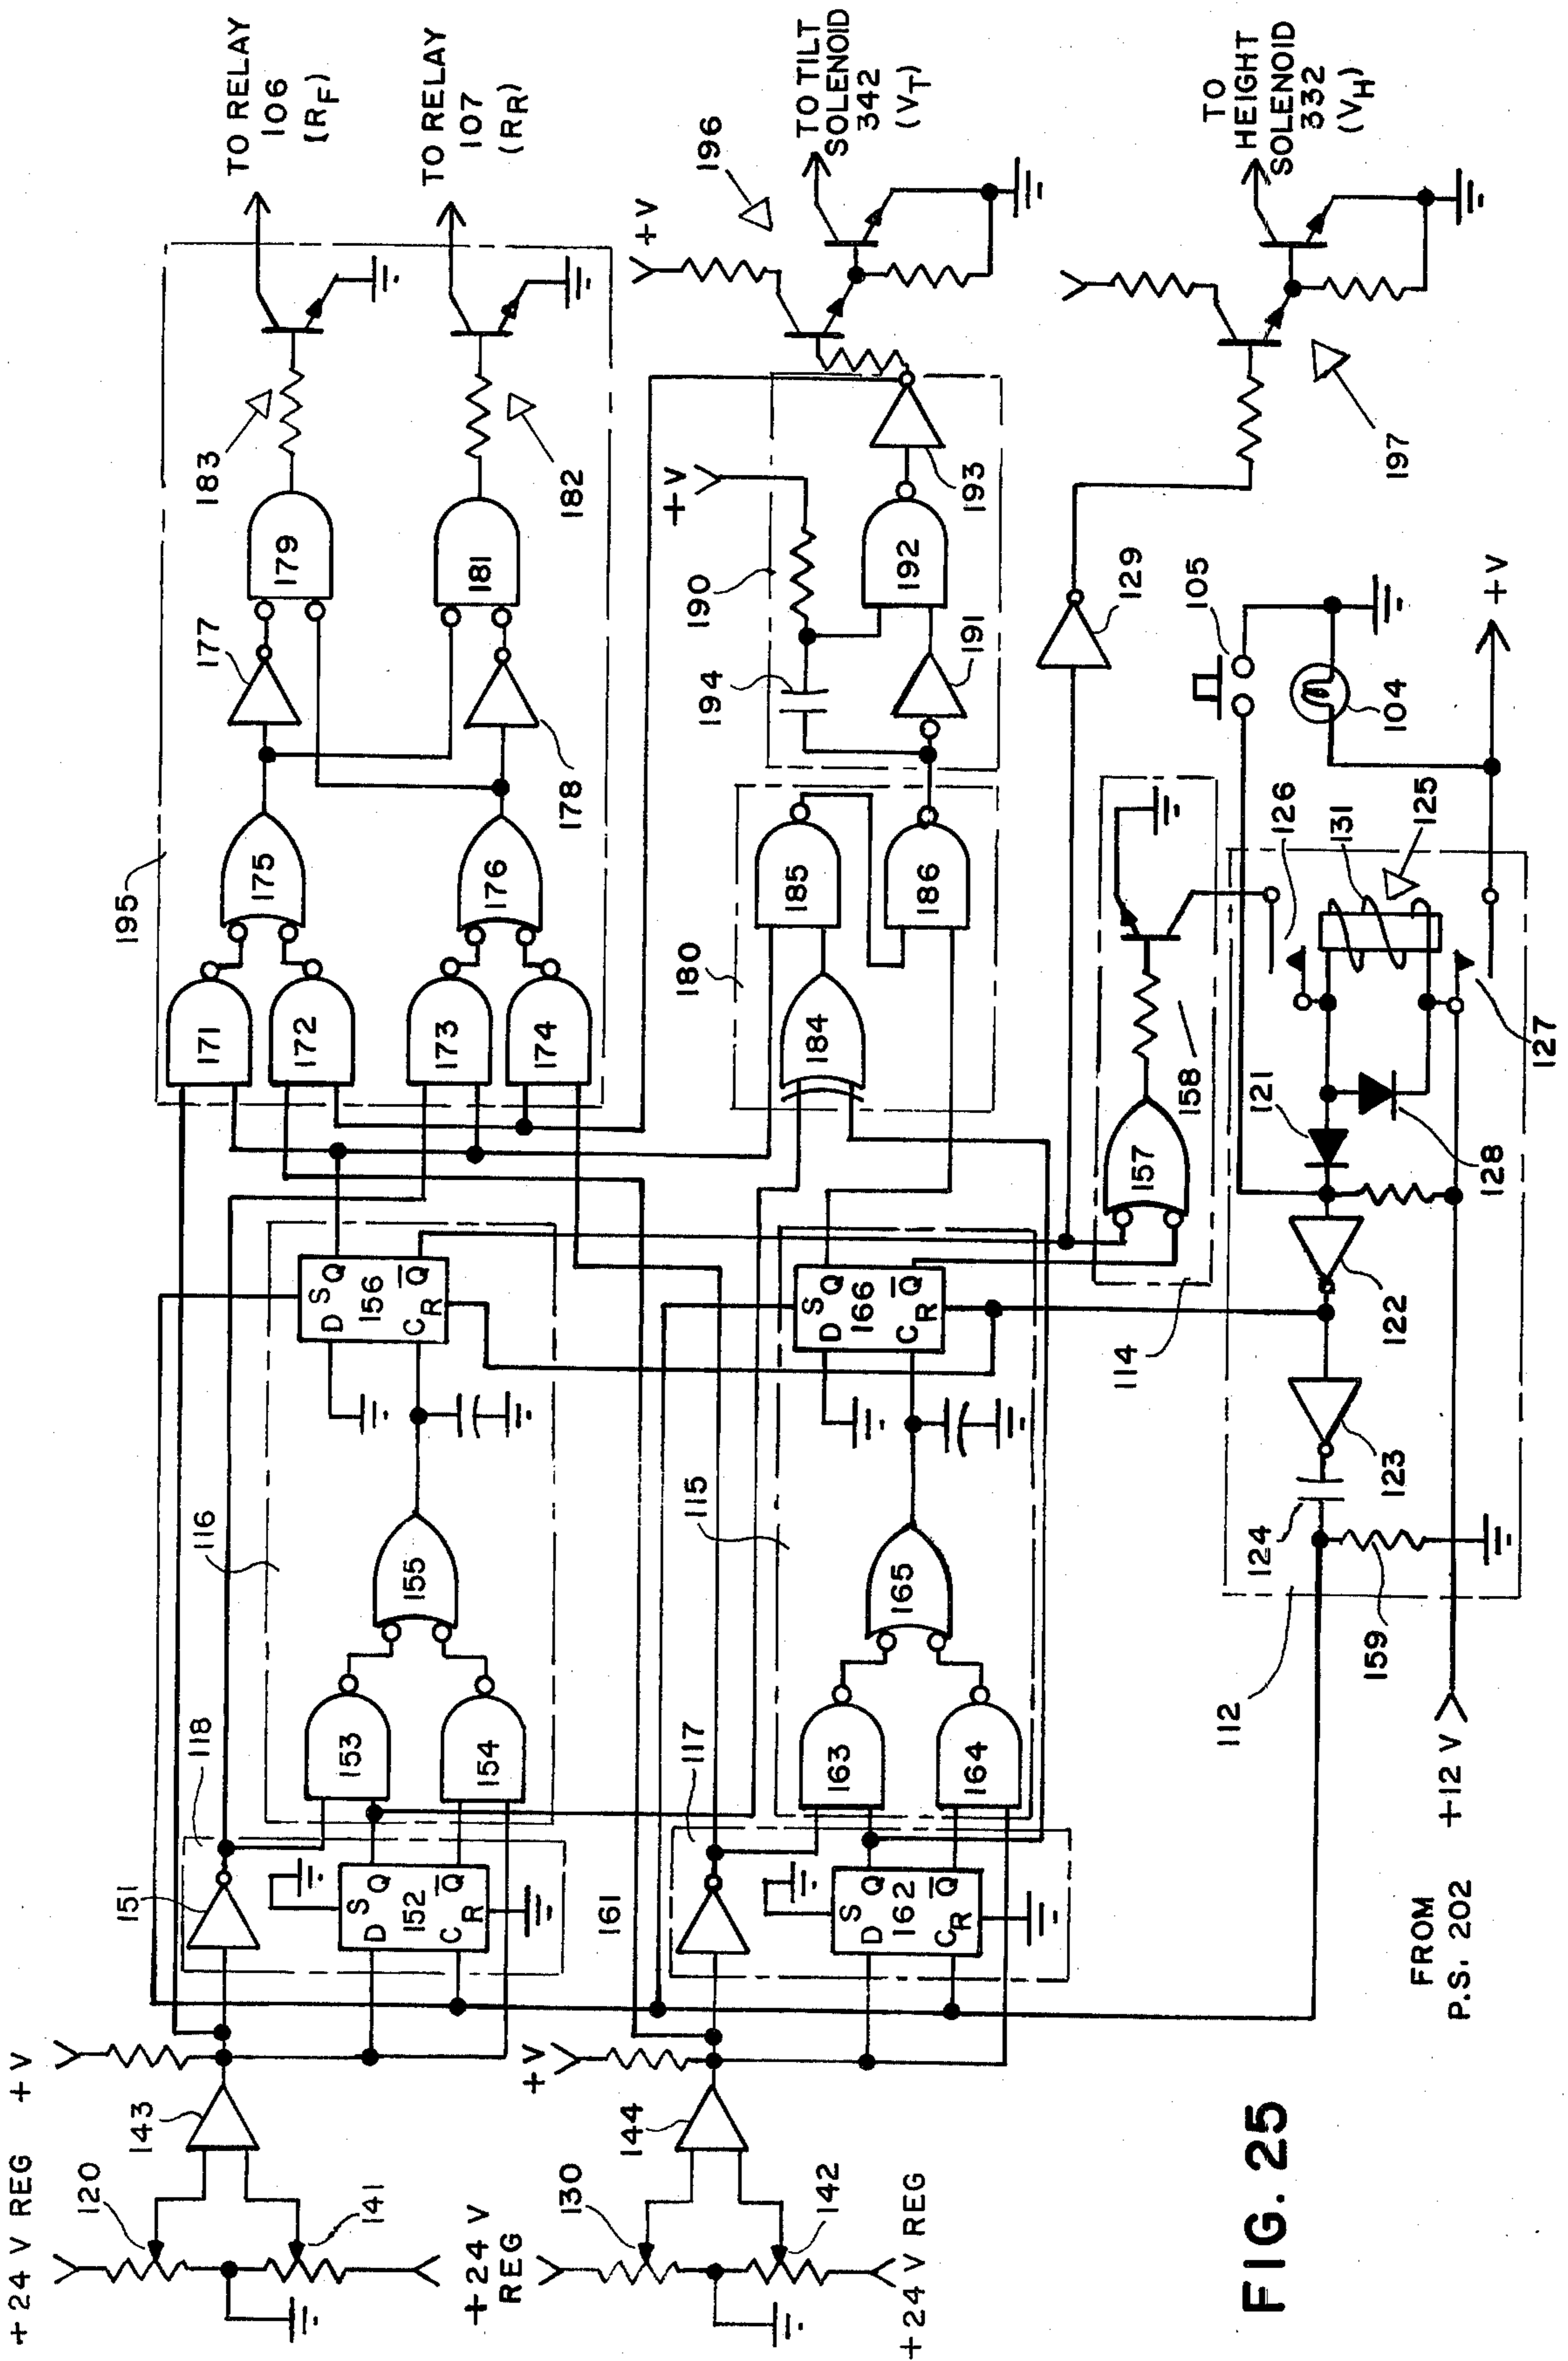 TO RELAY
106
(RF)
TO RELAY
107
(RR)
183
179
177
182
181
178
195
175
176
171
172
173
174
196
+V
TO TILT
SOLENOID
342
(VT)
+V
190
193
192
194
191
180
185
186
184
TO
HEIGHT
SOLENOID
332
(VH)
197
129
105
104
+V
126
131
125
127
121
128
122
123
124
159
112
114
157
158
116
S Q
D 156 Q
C R
155
153
154
118
151
S Q
D 152 Q
C R
115
S Q
D 166 Q
C R
165
163
164
117
161
S Q
D 162 Q
C R
+24 V REG
+V
120
143
141
+24 V
REG
+V
130
144
142
+24 V REG
+12 V
FROM
P.S. 202
FIG. 25